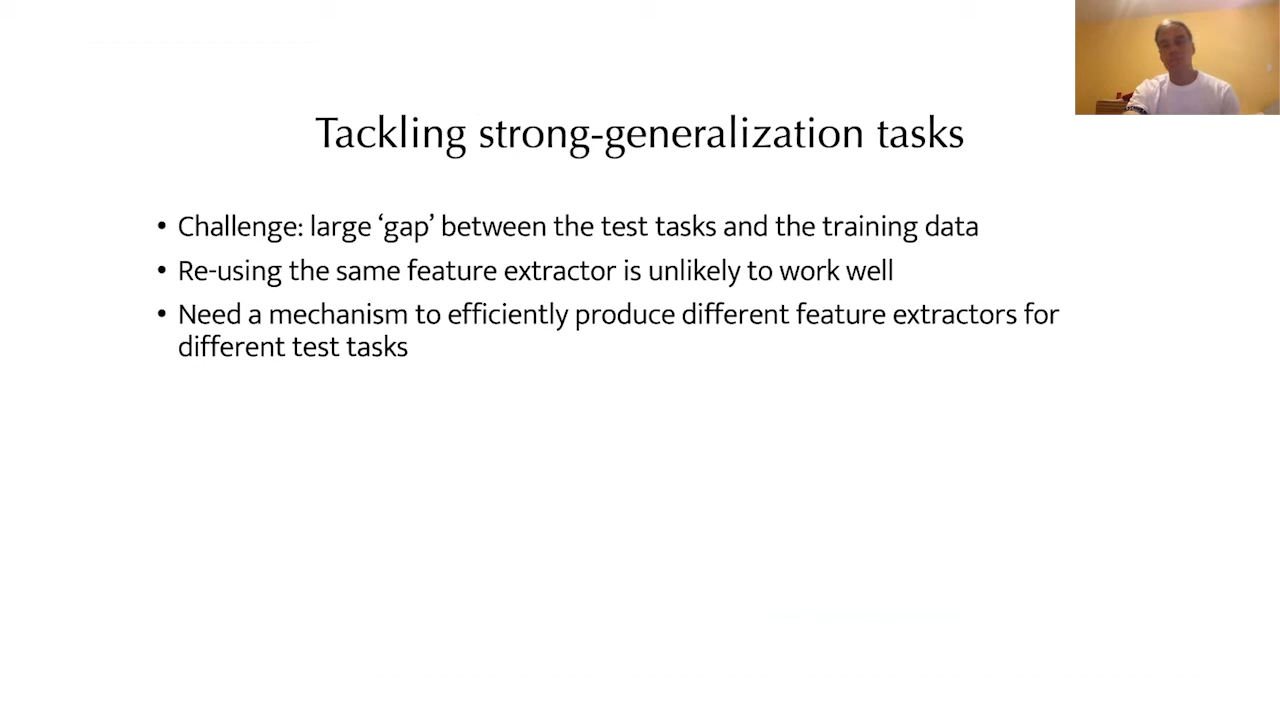 Tackling strong-generalization tasks
• Challenge: large ‘gap’ between the test tasks and the training data
• Re-using the same feature extractor is unlikely to work well
• Need a mechanism to efficiently produce different feature extractors for
different test tasks